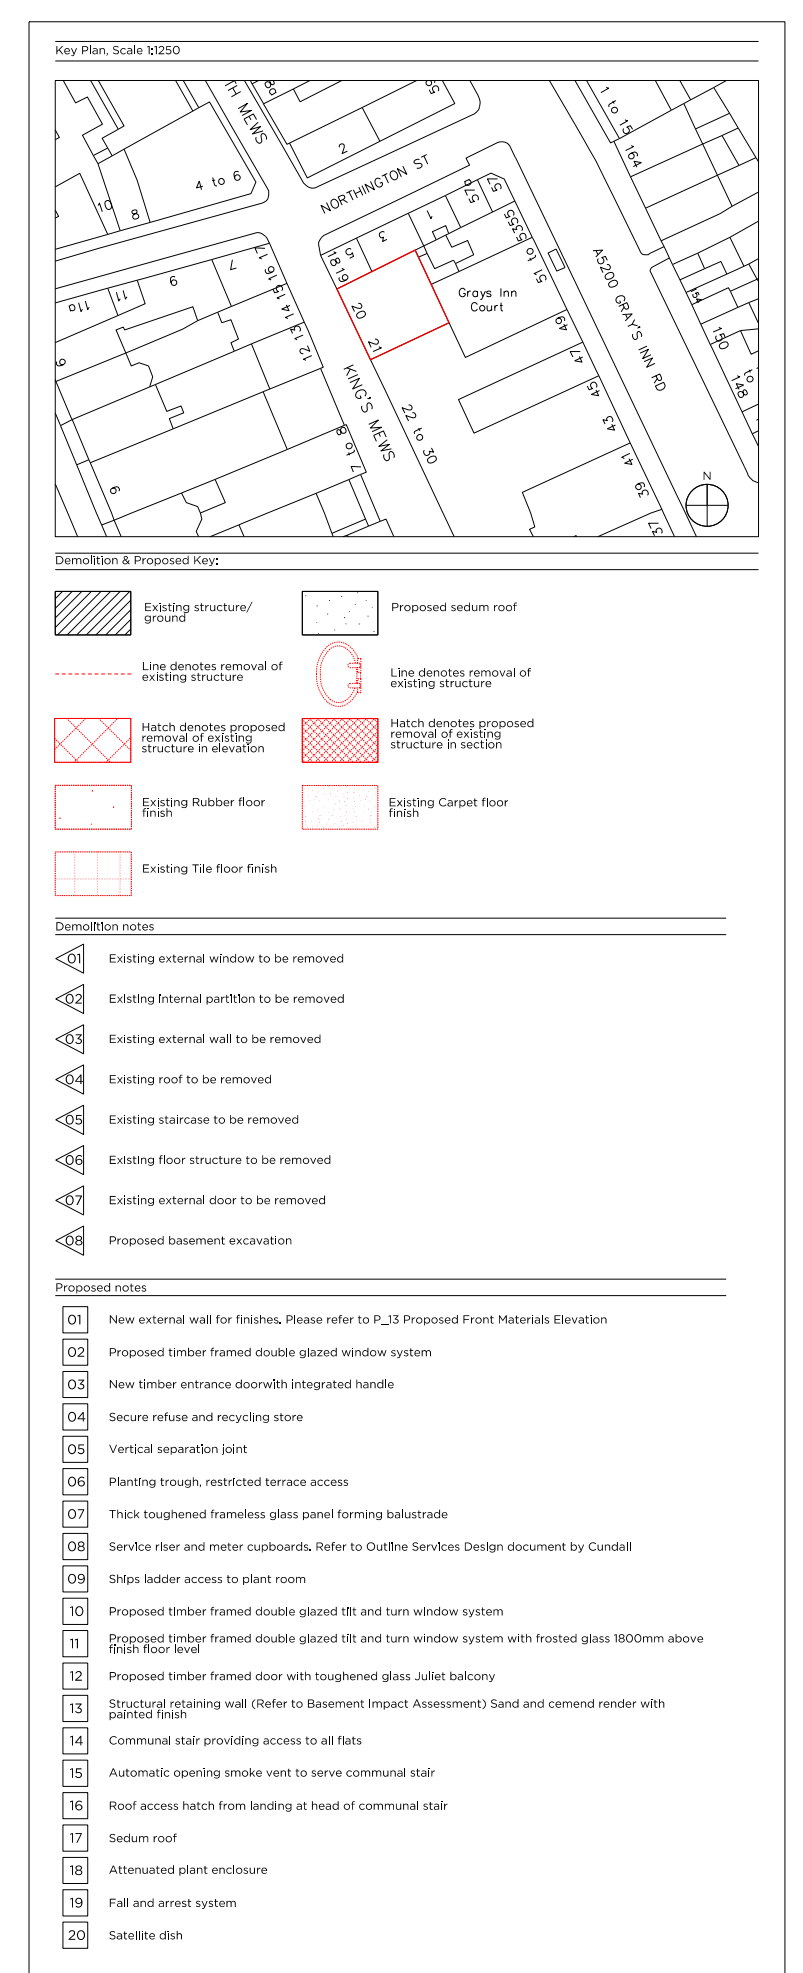 Key Plan, Scale 1:1250
TH MEWS
8a
59
2
NORTHINGTON ST
4 to 6
10
8
1 to 15
164
57
57a
1
3
5
5355
51 to
18
19
17
16
15
14
13
12
7
9
11
11a
20
21
Grays Inn
Court
A5200 GRAY'S INN RD
154
150
148
to
49
47
45
43
41
39
37
KING'S MEWS
22 to 30
7 to 8
6
9
N
Demolition & Proposed Key:
Existing structure/
ground
Proposed sedum roof
Line denotes removal of
existing structure
Line denotes removal of
existing structure
Hatch denotes proposed
removal of existing
structure in elevation
Hatch denotes proposed
removal of existing
structure in section
Existing Rubber floor
finish
Existing Carpet floor
finish
Existing Tile floor finish
Demolition notes
01 Existing external window to be removed
02 Existing internal partition to be removed
03 Existing external wall to be removed
04 Existing roof to be removed
05 Existing staircase to be removed
06 Existing floor structure to be removed
07 Existing external door to be removed
08 Proposed basement excavation
Proposed notes
01 New external wall for finishes. Please refer to P_13 Proposed Front Materials Elevation
02 Proposed timber framed double glazed window system
03 New timber entrance doorwith integrated handle
04 Secure refuse and recycling store
05 Vertical separation joint
06 Planting trough, restricted terrace access
07 Thick toughened frameless glass panel forming balustrade
08 Service riser and meter cupboards. Refer to Outline Services Design document by Cundall
09 Ships ladder access to plant room
10 Proposed timber framed double glazed tilt and turn window system
11 Proposed timber framed double glazed tilt and turn window system with frosted glass 1800mm above
finish floor level
12 Proposed timber framed door with toughened glass Juliet balcony
13 Structural retaining wall (Refer to Basement Impact Assessment) Sand and cemend render with
painted finish
14 Communal stair providing access to all flats
15 Automatic opening smoke vent to serve communal stair
16 Roof access hatch from landing at head of communal stair
17 Sedum roof
18 Attenuated plant enclosure
19 Fall and arrest system
20 Satellite dish